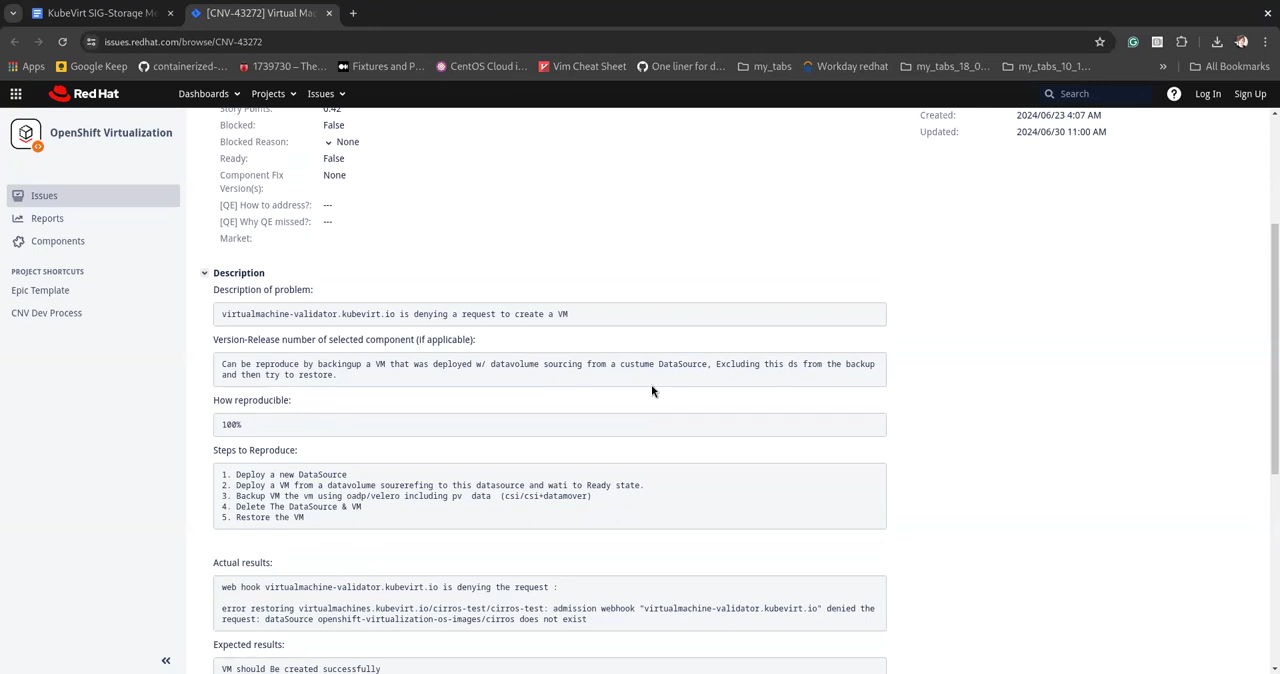 KubeVirt SIG-Storage Me
[CNV-43272] Virtual Mac
issues.redhat.com/browse/CNV-43272
Apps
Google Keep
containerized-...
1739730 – The...
Fixtures and P...
CentOS Cloud i...
Vim Cheat Sheet
One liner for d...
my_tabs
Workday redhat
my_tabs_18_0...
my_tabs_10_1...
»
All Bookmarks
Red Hat
Dashboards
Projects
Issues
Search
Log In
Sign Up
OpenShift Virtualization
Issues
Reports
Components
PROJECT SHORTCUTS
Epic Template
CNV Dev Process
Story Points: 0.42
Blocked: False
Blocked Reason: None
Ready: False
Component Fix Version(s): None
[QE] How to address?: ---
[QE] Why QE missed?: ---
Market:
Created: 2024/06/23 4:07 AM
Updated: 2024/06/30 11:00 AM
Description
Description of problem:
virtualmachine-validator.kubevirt.io is denying a request to create a VM
Version-Release number of selected component (if applicable):
Can be reproduce by backingup a VM that was deployed w/ datavolume sourcing from a custume DataSource, Excluding this ds from the backup
and then try to restore.
How reproducible:
100%
Steps to Reproduce:
1. Deploy a new DataSource
2. Deploy a VM from a datavolume sourerefing to this datasource and wati to Ready state.
3. Backup VM the vm using oadp/velero including pv  data  (csi/csi+datamover)
4. Delete The DataSource & VM
5. Restore the VM
Actual results:
web hook virtualmachine-validator.kubevirt.io is denying the request :
error restoring virtualmachines.kubevirt.io/cirros-test/cirros-test: admission webhook "virtualmachine-validator.kubevirt.io" denied the
request: dataSource openshift-virtualization-os-images/cirros does not exist
Expected results:
VM should Be created successfully